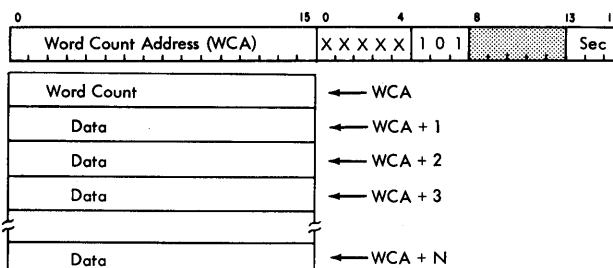 0 15 0 4 8 13 1
Word Count Address (WCA) X X X X X 1 0 1 Sec
Word Count WCA
Data WCA + 1
Data WCA + 2
Data WCA + 3
Data WCA + N